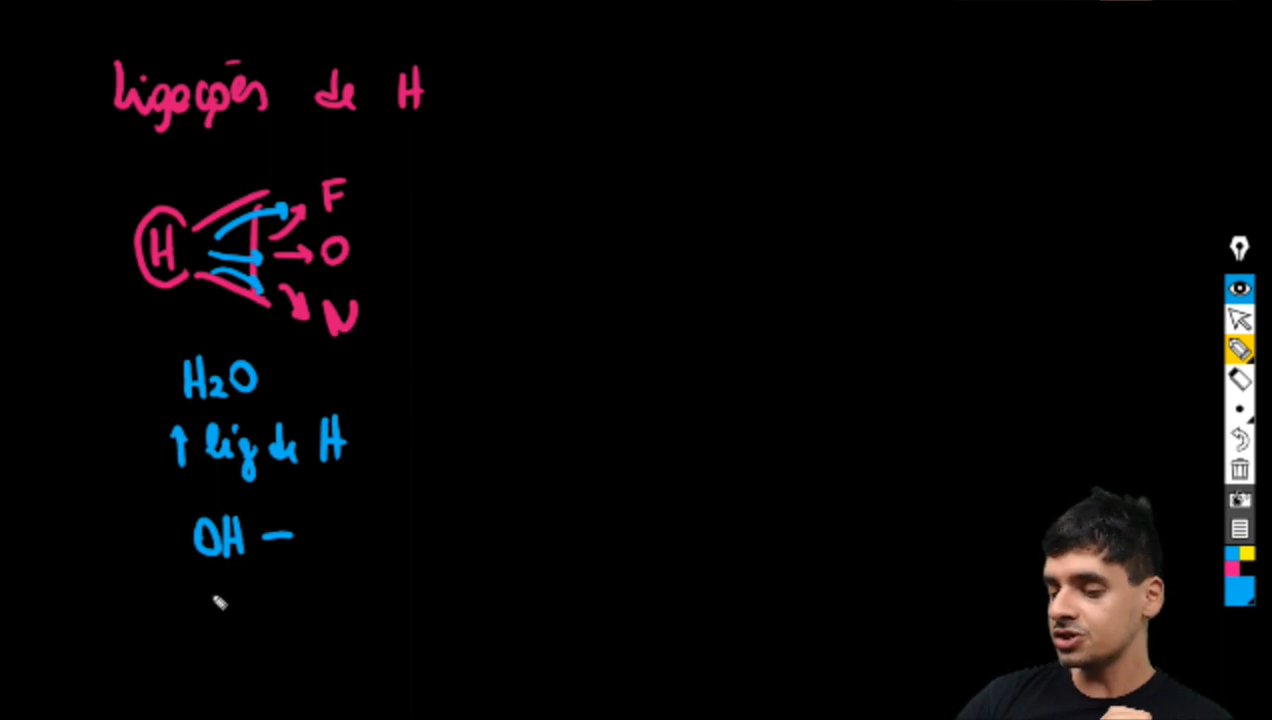 Ligações de H
H
F
O
N
H2O
↑ lig de H
OH -